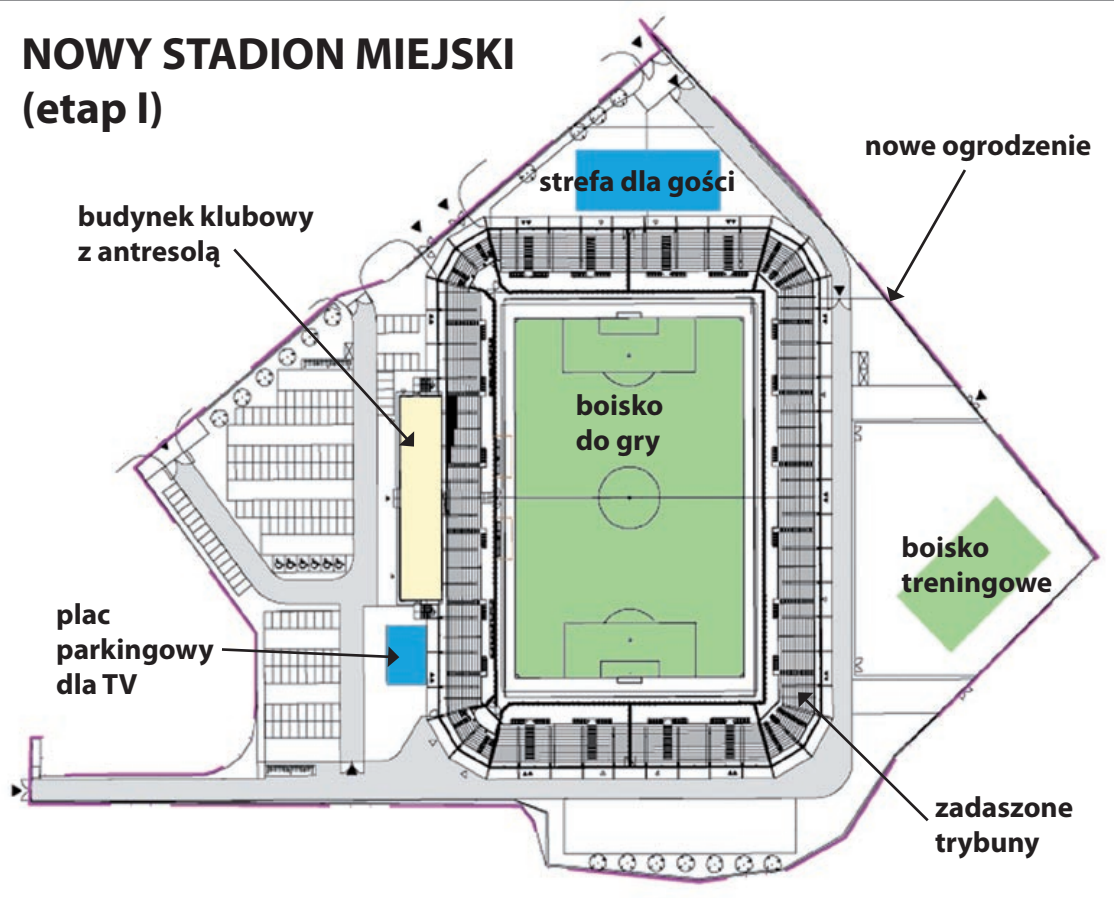 NOWY STADION MIEJSKI
(etap I)
nowe ogrodzenie
strefa dla gości
budynek klubowy
z antresolą
boisko
do gry
boisko
treningowe
plac
parkingowy
dla TV
zadaszone
trybuny